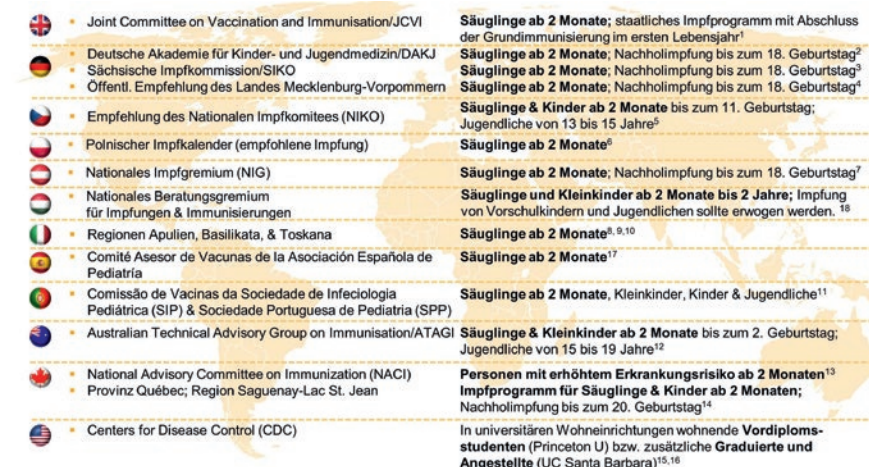 • Joint Committee on Vaccination and Immunisation/JCVI
Säuglinge ab 2 Monate; staatliches Impfprogramm mit Abschluss
der Grundimmunisierung im ersten Lebensjahr¹
• Deutsche Akademie für Kinder- und Jugendmedizin/DAKJ
Säuglinge ab 2 Monate; Nachholimpfung bis zum 18. Geburtstag²
• Sächsische Impfkommission/SIKO
Säuglinge ab 2 Monate; Nachholimpfung bis zum 18. Geburtstag³
• Öffentl. Empfehlung des Landes Mecklenburg-Vorpommern
Säuglinge ab 2 Monate; Nachholimpfung bis zum 18. Geburtstag⁴
• Empfehlung des Nationalen Impfkomitees (NIKO)
Säuglinge & Kinder ab 2 Monate bis zum 11. Geburtstag;
Jugendliche von 13 bis 15 Jahre⁵
• Polnischer Impfkalender (empfohlene Impfung)
Säuglinge ab 2 Monate⁶
• Nationales Impfgremium (NIG)
Säuglinge ab 2 Monate; Nachholimpfung bis zum 18. Geburtstag⁷
• Nationales Beratungsgremium
für Impfungen & Immunisierungen
Säuglinge und Kleinkinder ab 2 Monate bis 2 Jahre; Impfung
von Vorschulkindern und Jugendlichen sollte erwogen werden. ¹⁸
• Regionen Apulien, Basilikata, & Toskana
Säuglinge ab 2 Monate⁸, ⁹,¹⁰
• Comité Asesor de Vacunas de la Asociación Española de
Pediatría
Säuglinge ab 2 Monate¹⁷
• Comissão de Vacinas da Sociedade de Infeciologia
Pediátrica (SIP) & Sociedade Portuguesa de Pediatria (SPP)
Säuglinge ab 2 Monate, Kleinkinder, Kinder & Jugendliche¹¹
• Australian Technical Advisory Group on Immunisation/ATAGI
Säuglinge & Kleinkinder ab 2 Monate bis zum 2. Geburtstag;
Jugendliche von 15 bis 19 Jahre¹²
• National Advisory Committee on Immunization (NACI)
Personen mit erhöhtem Erkrankungsrisiko ab 2 Monaten¹³
• Provinz Québec; Region Saguenay-Lac St. Jean
Impfprogramm für Säuglinge & Kinder ab 2 Monaten;
Nachholimpfung bis zum 20. Geburtstag¹⁴
• Centers for Disease Control (CDC)
In universitären Wohneinrichtungen wohnende Vordiploms-
studenten (Princeton U) bzw. zusätzliche Graduierte und
Angestellte (UC Santa Barbara)¹⁵,¹⁶